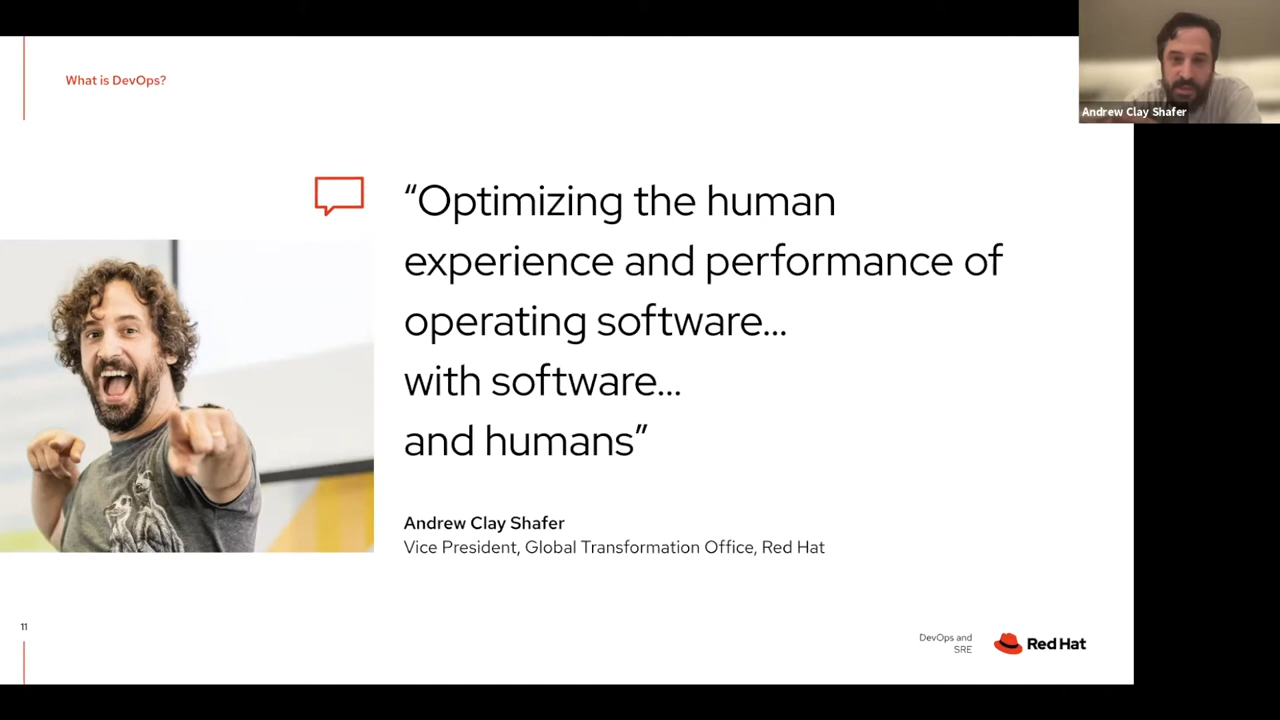 What is DevOps?
Andrew Clay Shafer
“Optimizing the human
experience and performance of
operating software...
with software...
and humans”
Andrew Clay Shafer
Vice President, Global Transformation Office, Red Hat
11
DevOps and
SRE
Red Hat